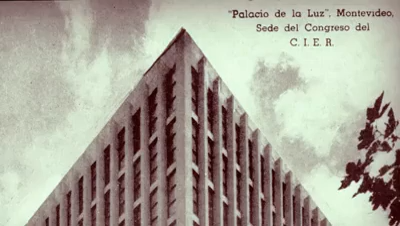 "Palacio de la Luz", Montevideo,
Sede del Congreso del
C. I. E. R.